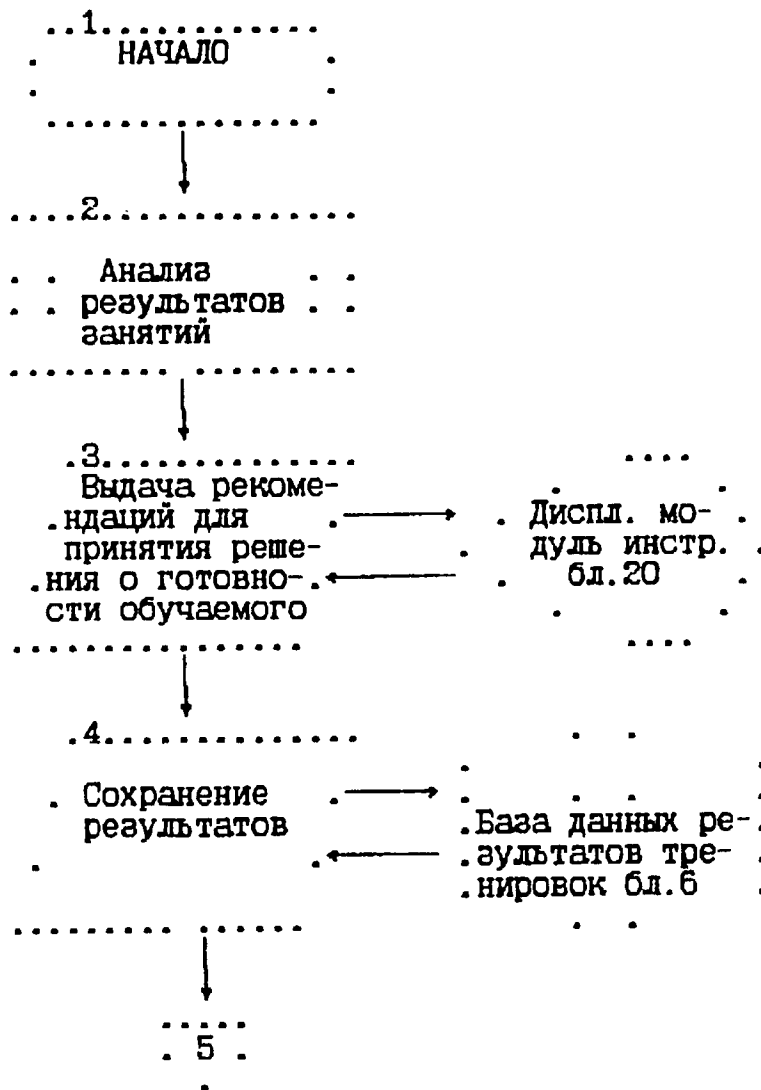 1
НАЧАЛО
2
Анализ
результатов
занятий
3
Выдача рекоме-
ндаций для
принятия реше-
ния о готовно-
сти обучаемого
Диспл. мо-
дуль инстр.
бл.20
4
Сохранение
результатов
База данных ре-
зультатов тре-
нировок бл.6
5